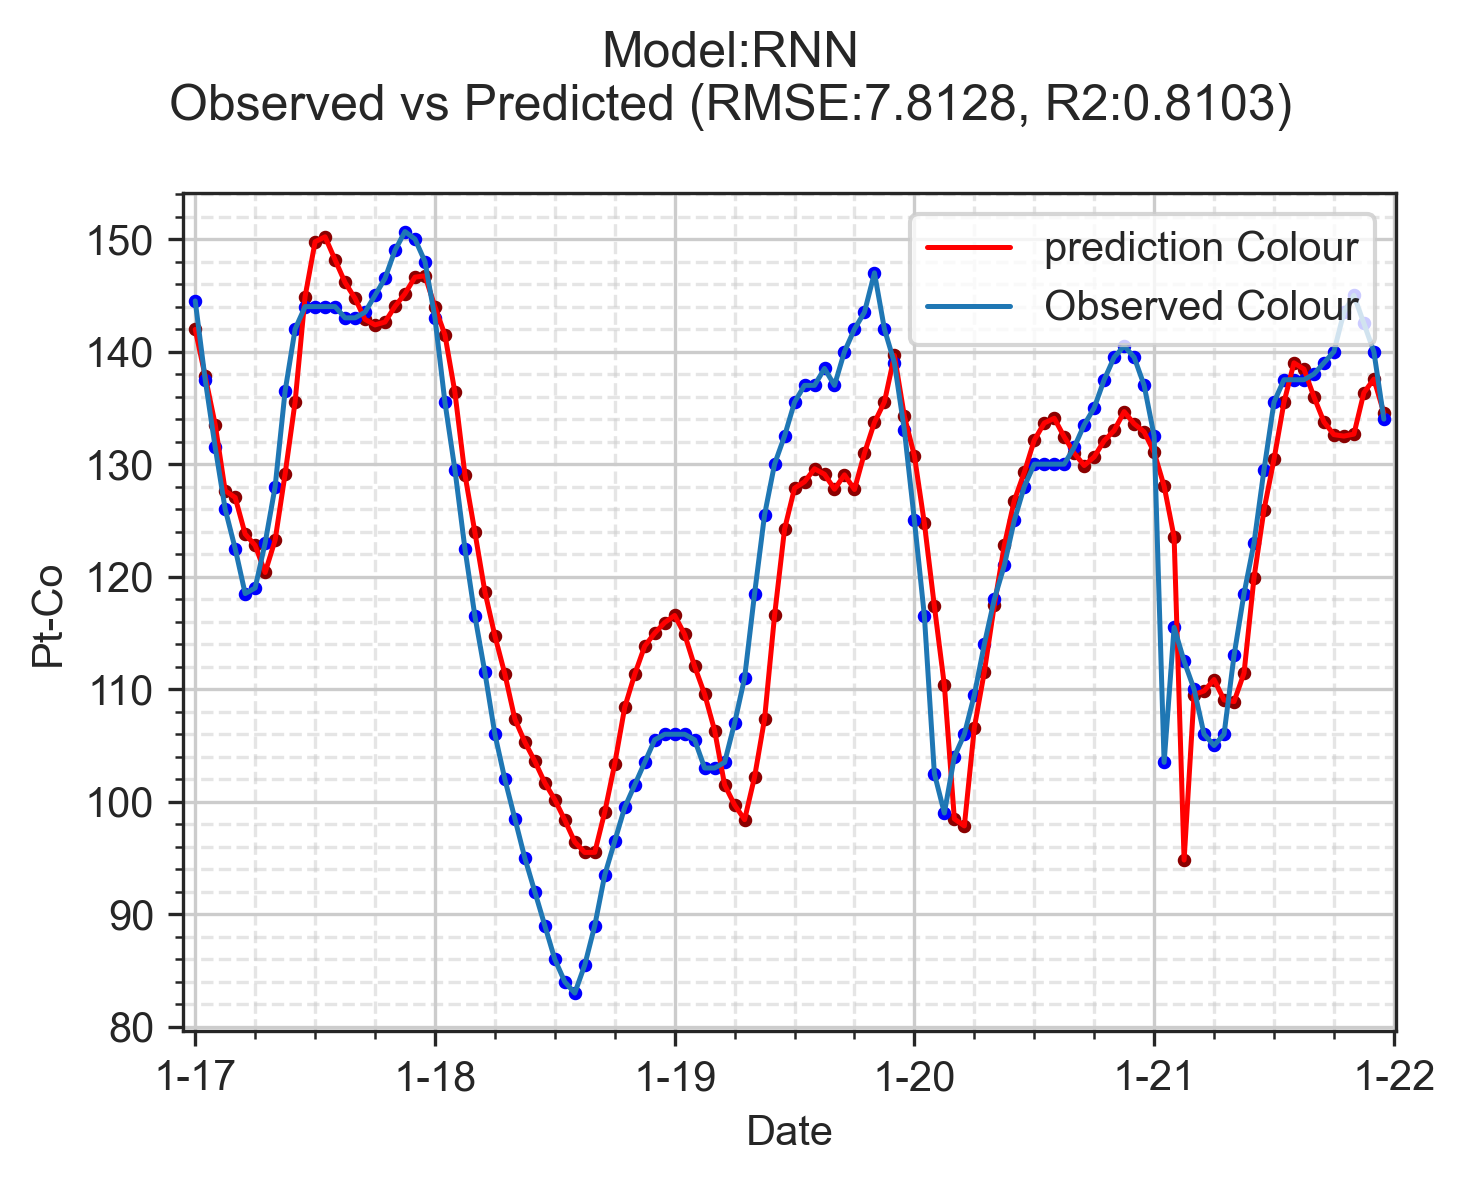 Model:RNN
Observed vs Predicted (RMSE:7.8128, R2:0.8103)
prediction Colour
Observed Colour
150
140
130
120
110
100
90
80
Pt-Co
1-17 1-18 1-19 1-20 1-21 1-22
Date